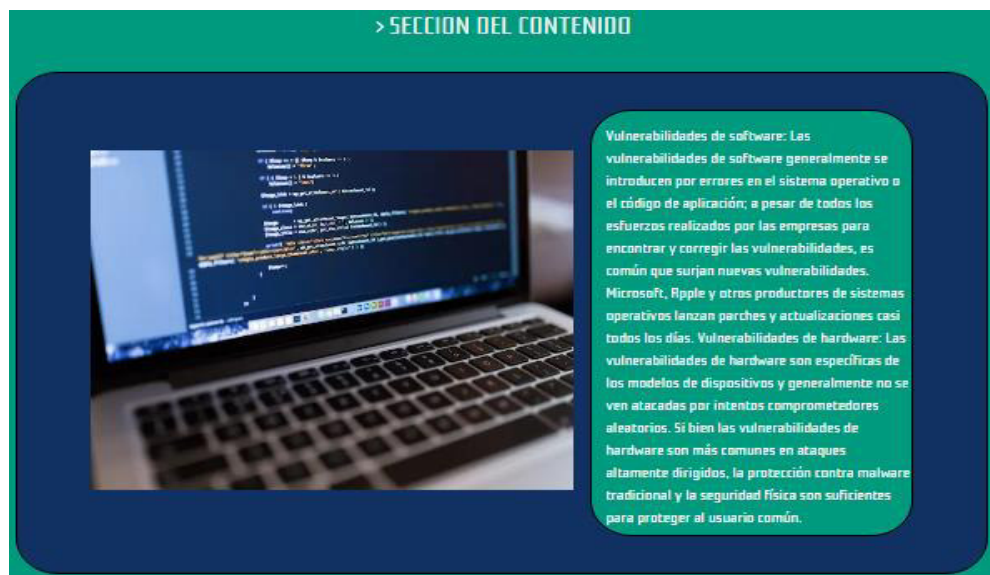 > SECCION DEL CONTENIDO
Vulnerabilidades de software: Las
vulnerabilidades de software generalmente se
introducen por errores en el sistema operativo o
el código de aplicación; a pesar de todos los
esfuerzos realizados por las empresas para
encontrar y corregir las vulnerabilidades, es
común que surjan nuevas vulnerabilidades.
Microsoft, Apple y otros productores de sistemas
operativos lanzan parches y actualizaciones casi
todos los días. Vulnerabilidades de hardware: Las
vulnerabilidades de hardware son específicas de
los modelos de dispositivos y generalmente no se
ven atacadas por intentos comprometedores
aleatorios. Si bien las vulnerabilidades de
hardware son más comunes en ataques
altamente dirigidos, la protección contra malware
tradicional y la seguridad física son suficientes
para proteger al usuario común.